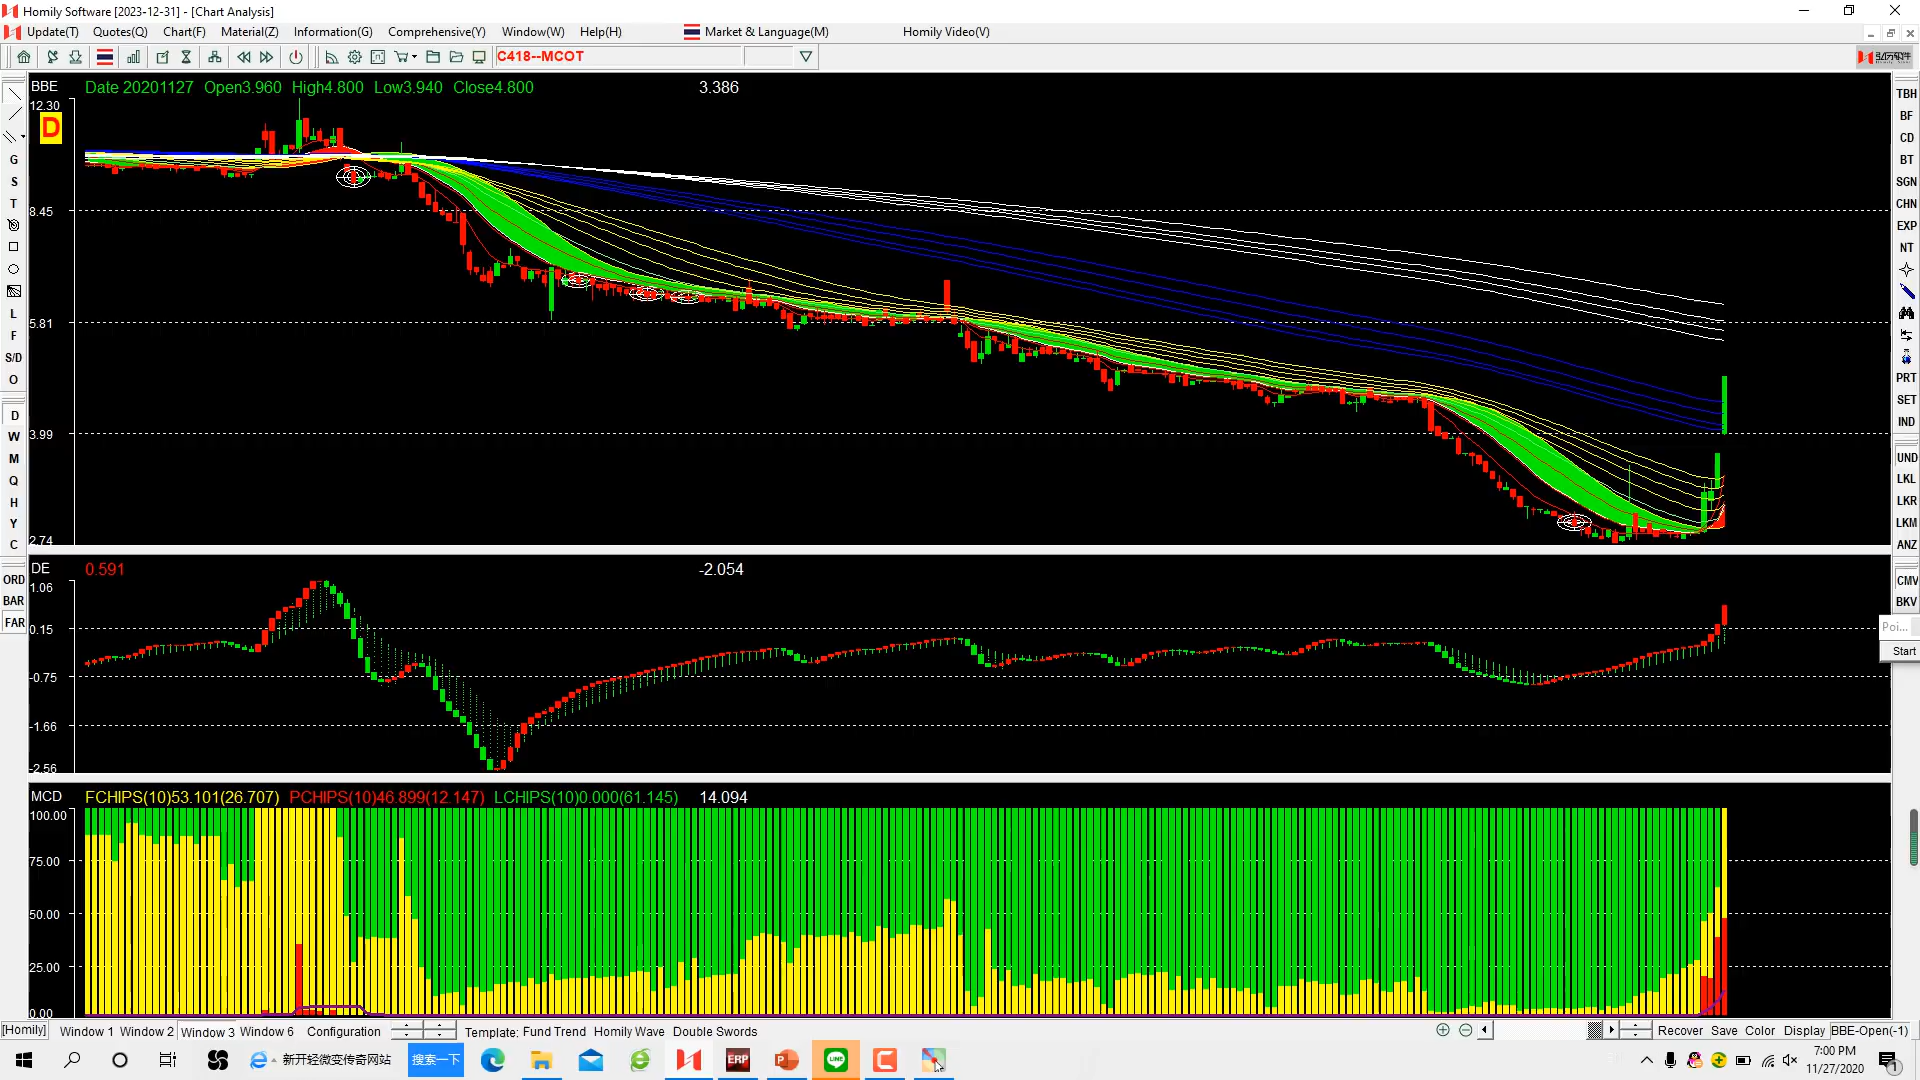 Homily Software [2023-12-31] - [Chart Analysis]
Update(T) Quotes(Q) Chart(F) Material(Z) Information(G) Comprehensive(Y) Window(W) Help(H) Market & Language(M) Homily Video(V)
C418--MCOT
BBE Date 20201127 Open3.960 High4.800 Low3.940 Close4.800 3.386
12.30
D
8.45
5.81
3.99
2.74
DE 0.591 -2.054
1.06
0.15
-0.75
-1.66
-2.56
MCD FCHIPS(10)53.101(26.707) PCHIPS(10)46.899(12.147) LCHIPS(10)0.000(61.145) 14.094
100.00
75.00
50.00
25.00
0.00
G
S
T
L
F
S/D
O
D
W
M
Q
H
Y
C
ORD
BAR
FAR
TBH
BF
CD
BT
SGN
CHN
EXP
NT
PRT
SET
IND
UND
LKL
LKR
LKM
ANZ
CMV
BKV
Poi...
Start
[Homily] Window 1 Window 2 Window 3 Window 6 Configuration Template: Fund Trend Homily Wave Double Swords Recover Save Color Display BBE-Open(-1)
新开轻微变传奇网站 搜索一下 ERP LINE
7:00 PM
11/27/2020
1